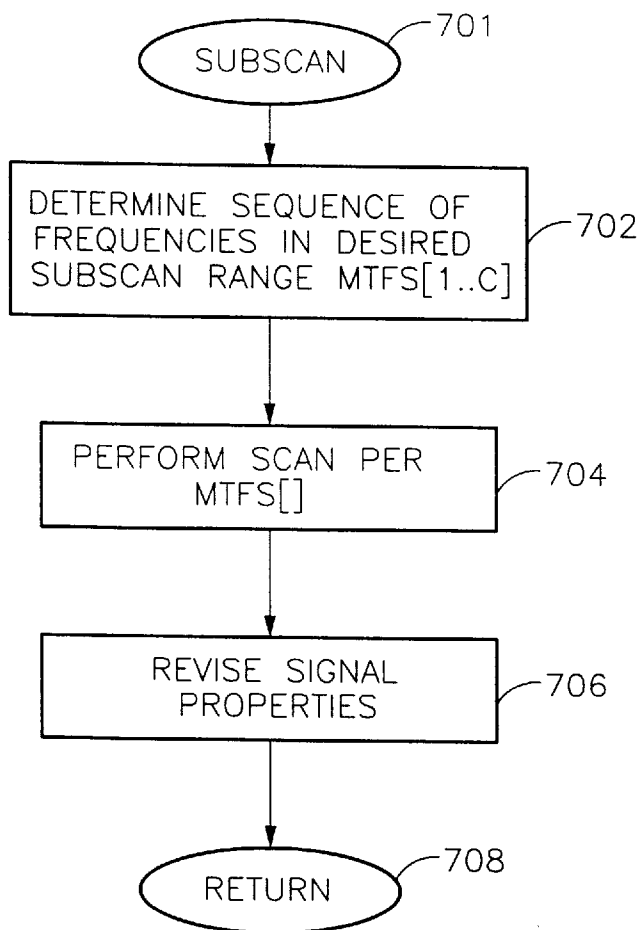 701
SUBSCAN
DETERMINE SEQUENCE OF
FREQUENCIES IN DESIRED
SUBSCAN RANGE MTFS[1..C]
702
PERFORM SCAN PER
MTFS[]
704
REVISE SIGNAL
PROPERTIES
706
708
RETURN